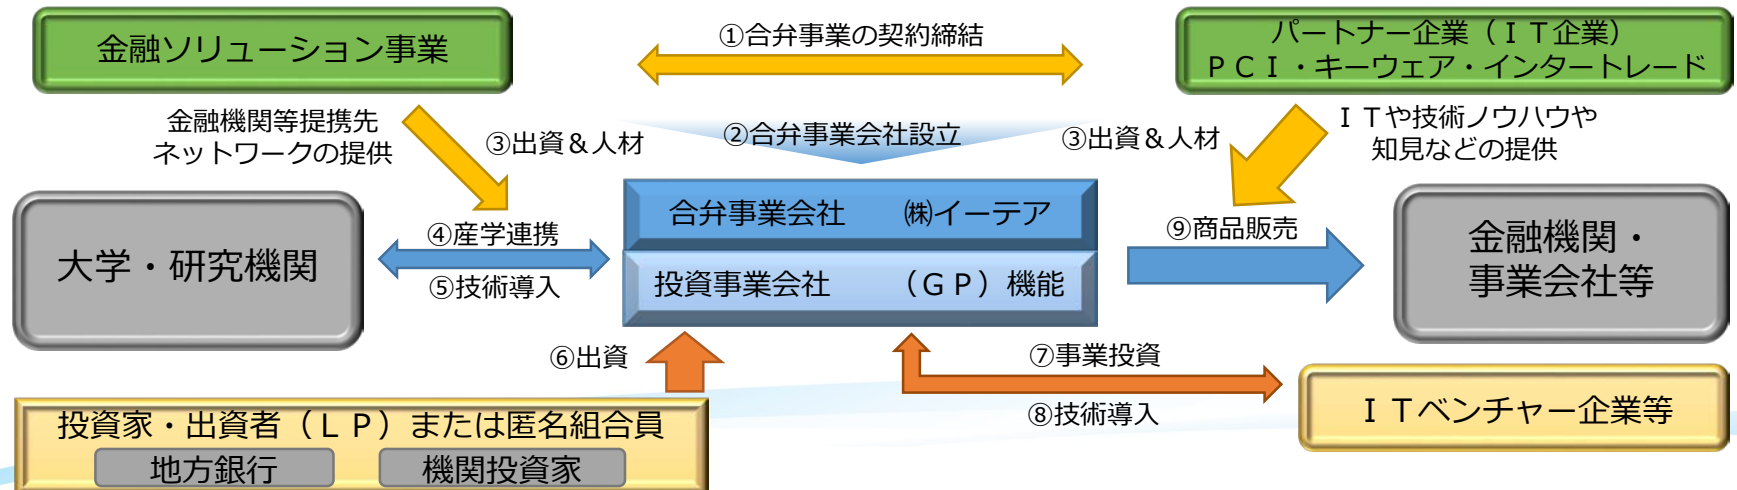 金融ソリューション事業
①合弁事業の契約締結
パートナー企業（ＩＴ企業）
ＰＣＩ・キーウェア・インタートレード
金融機関等提携先
ネットワークの提供
③出資＆人材
②合弁事業会社設立
③出資＆人材
ＩＴや技術ノウハウや
知見などの提供
大学・研究機関
④産学連携
⑤技術導入
合弁事業会社　　㈱イーテア
投資事業会社　　（ＧＰ）機能
⑨商品販売
金融機関・
事業会社等
⑥出資
⑦事業投資
⑧技術導入
ＩＴベンチャー企業等
投資家・出資者（ＬＰ）または匿名組合員
地方銀行
機関投資家